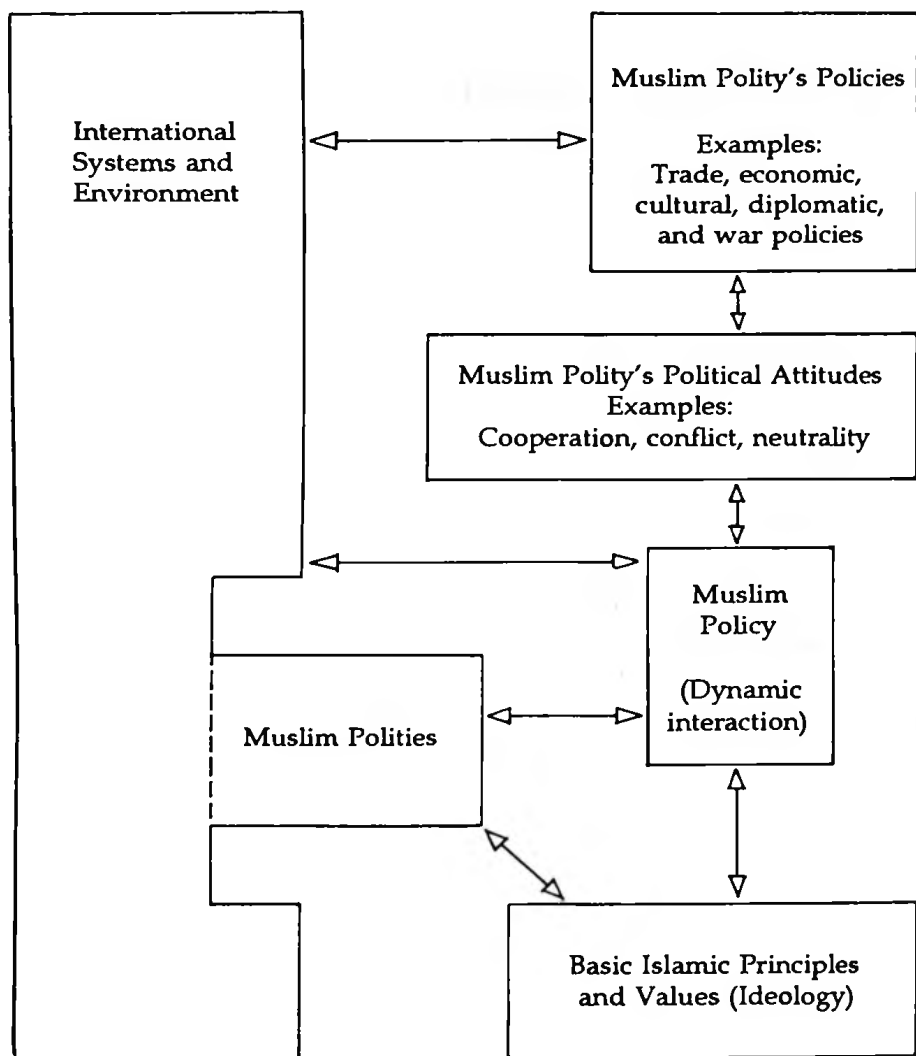 International
Systems and
Environment
Muslim Polity's Policies
Examples:
Trade, economic,
cultural, diplomatic,
and war policies
Muslim Polity's Political Attitudes
Examples:
Cooperation, conflict, neutrality
Muslim
Policy
(Dynamic
interaction)
Muslim Polities
Basic Islamic Principles
and Values (Ideology)